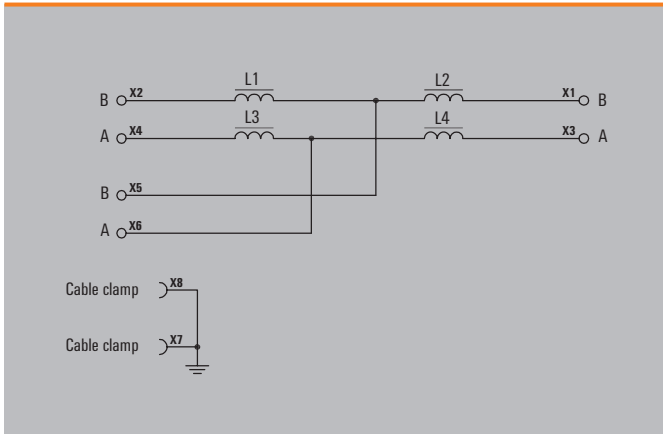 L1 L2
B X2 X1 B
L3 L4
A X4 X3 A
B X5
A X6
Cable clamp X8
Cable clamp X7